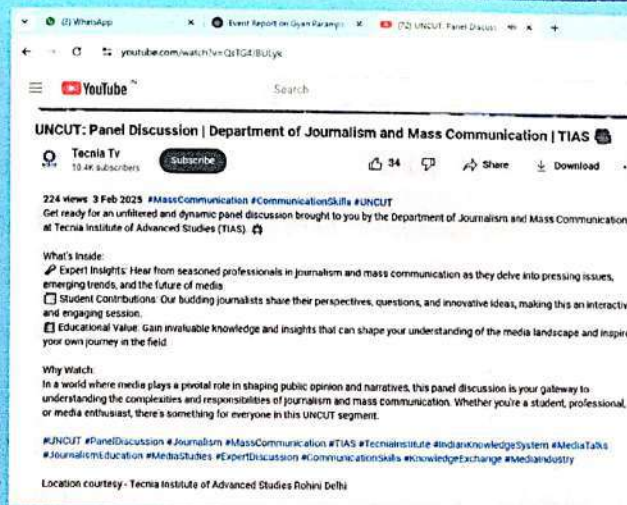 (2) WhatsApp
Event Report on Gyan Paramp
(72) UNCUT: Panel Discus
YouTube
Search
UNCUT: Panel Discussion | Department of Journalism and Mass Communication | TIAS
Tecnia Tv
10.4K subscribers
Subscribe
34
Share
Download
224 views 3 Feb 2025 #MassCommunication #CommunicationSkills #UNCUT
Get ready for an unfiltered and dynamic panel discussion brought to you by the Department of Journalism and Mass Communication
at Tecnia Institute of Advanced Studies (TIAS).
What's Inside:
Expert Insights: Hear from seasoned professionals in journalism and mass communication as they delve into pressing issues,
emerging trends, and the future of media
Student Contributions: Our budding journalists share their perspectives, questions, and innovative ideas, making this an interactiv
and engaging session.
Educational Value: Gain invaluable knowledge and insights that can shape your understanding of the media landscape and inspire
your own journey in the field
Why Watch:
In a world where media plays a pivotal role in shaping public opinion and narratives, this panel discussion is your gateway to
understanding the complexities and responsibilities of journalism and mass communication. Whether you're a student, professional,
or media enthusiast, there's something for everyone in this UNCUT segment.
#UNCUT #PanelDiscussion #Journalism #MassCommunication #TIAS #TecniaInstitute #IndianKnowledgeSystem #MediaTalks
#JournalismEducation #MediaStudies #ExpertDiscussion #CommunicationSkills #KnowledgeExchange #MediaIndustry
Location courtesy - Tecnia Institute of Advanced Studies Rohini Delhi